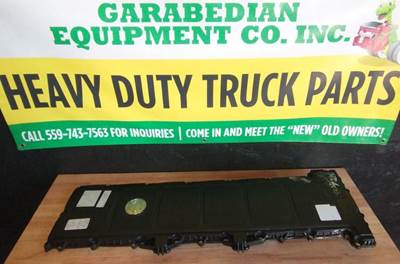 GARABEDIAN
EQUIPMENT CO. INC.
HEAVY DUTY TRUCK PARTS
CALL 559-743-7563 FOR INQUIRIES | COME IN AND MEET THE "NEW" OLD OWNERS!